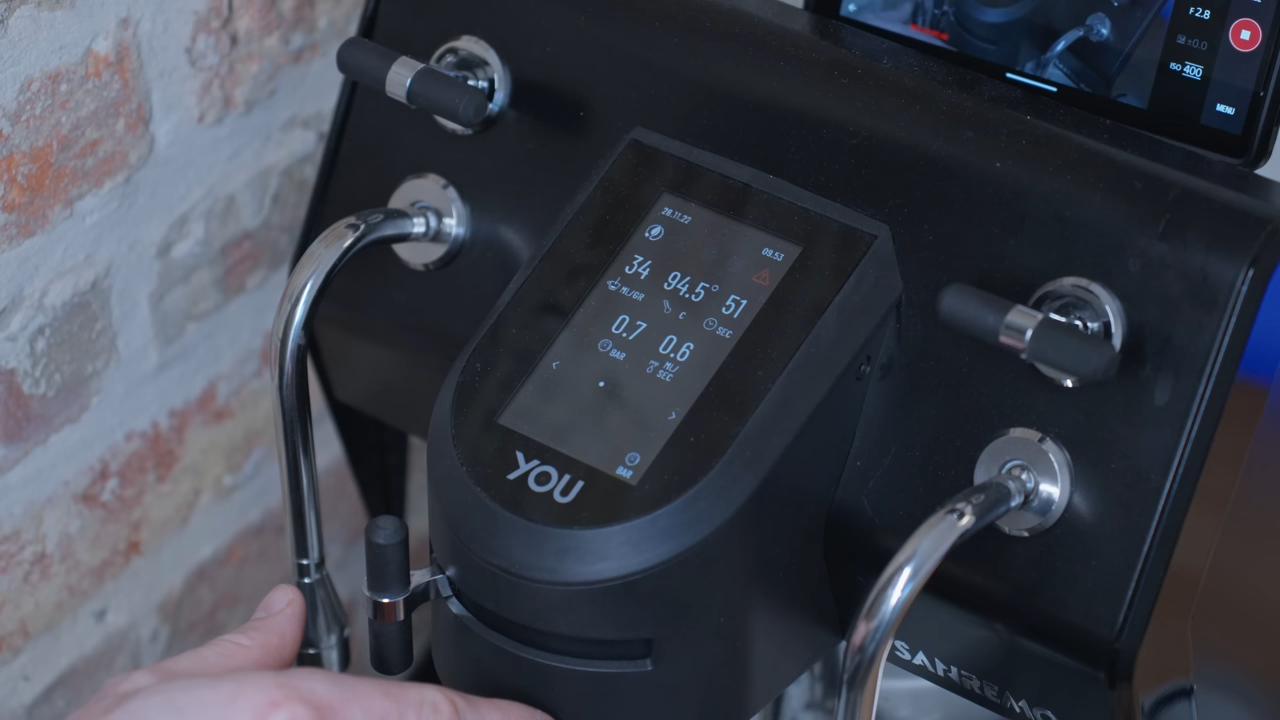 F2.8
±0.0
ISO 400
MENU
28.11.22
09.53
34 94.5° 51
ML/GR C SEC
0.7 0.6
BAR ML/
SEC
< >
BAR
YOU
SANREMO